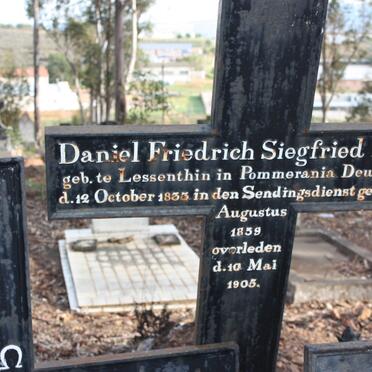 Daniel Friedrich Siegfried
geb. te Lessenthin in Pommerania Deu
d. 12 October 1835 in den Sendingsdienst ge
Augustus
1859
overleden
d. 10 Mai
1905.
Ω